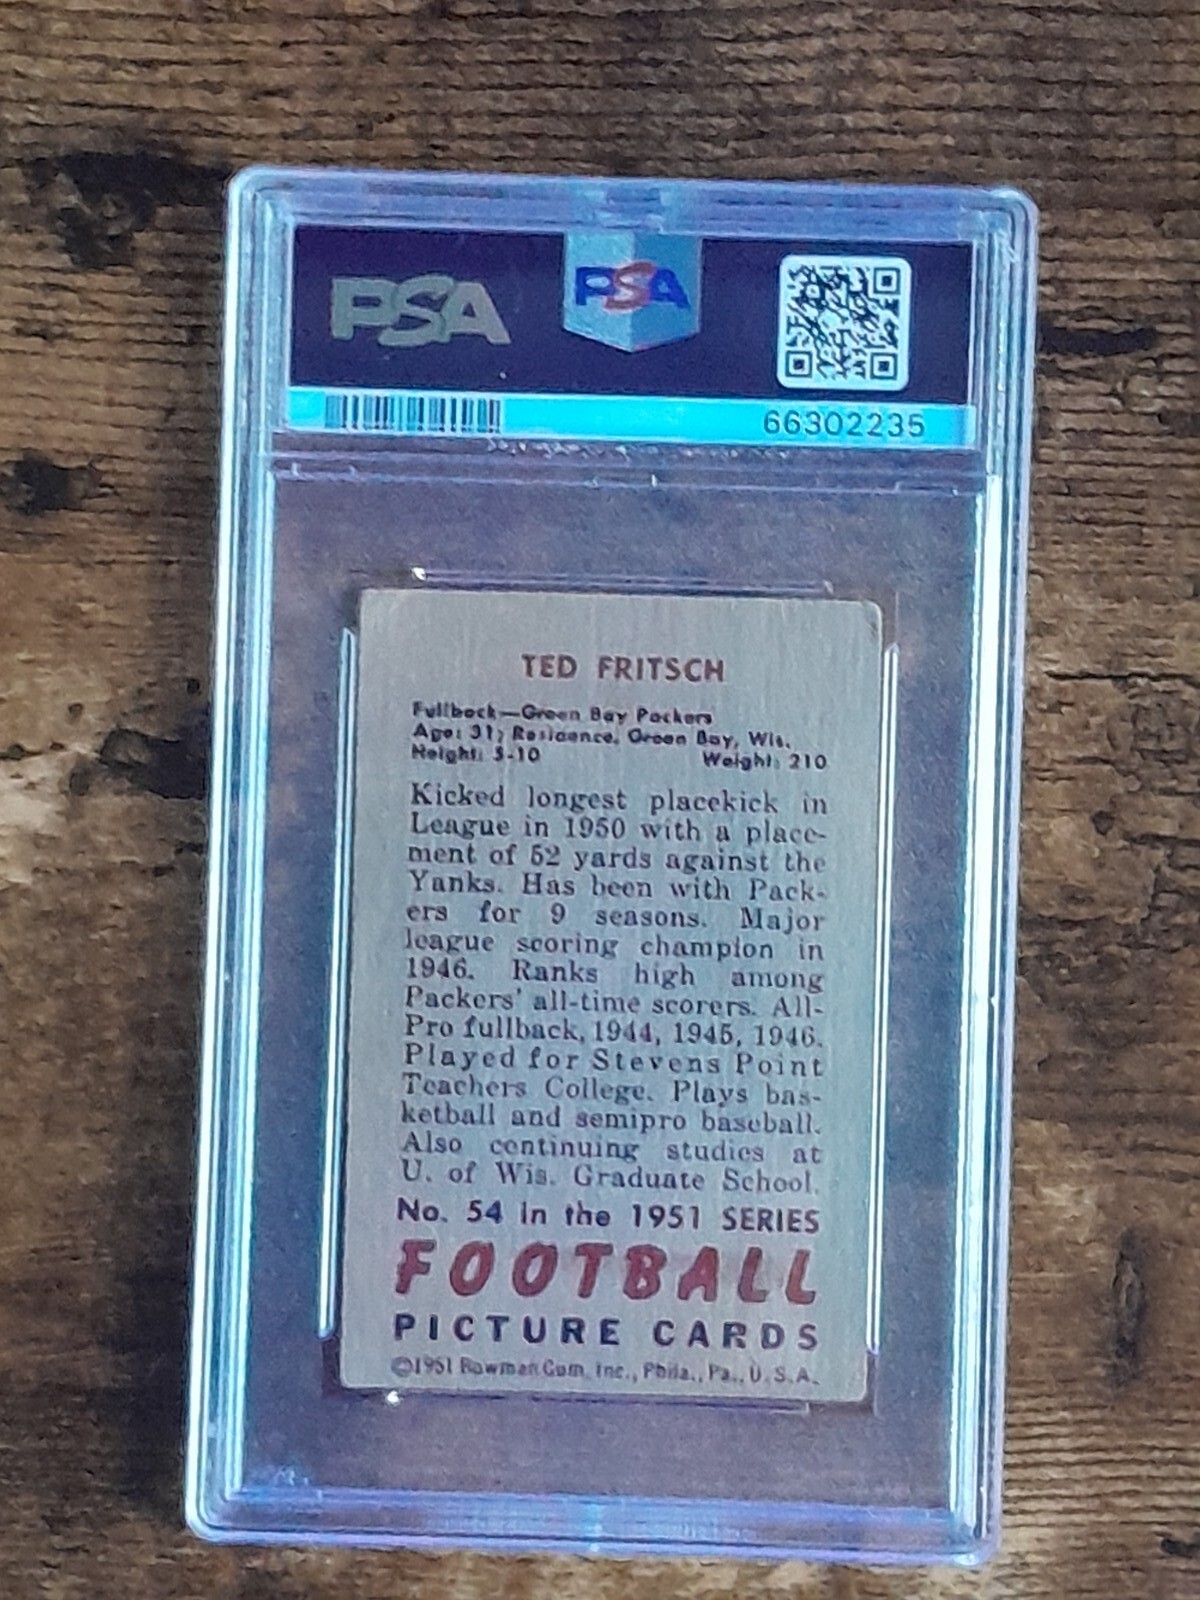 PSA
PSA
66302235
TED FRITSCH
Fullback—Green Bay Packers
Age: 31; Residence, Green Bay, Wis.
Height: 5-10 Weight: 210
Kicked longest placekick in
League in 1950 with a place-
ment of 52 yards against the
Yanks. Has been with Pack-
ers for 9 seasons. Major
league scoring champion in
1946. Ranks high among
Packers' all-time scorers. All-
Pro fullback, 1944, 1945, 1946.
Played for Stevens Point
Teachers College. Plays bas-
ketball and semipro baseball.
Also continuing studies at
U. of Wis. Graduate School.
No. 54 in the 1951 SERIES
FOOTBALL
PICTURE CARDS
©1951 Bowman Gum, Inc., Phila., Pa., U.S.A.